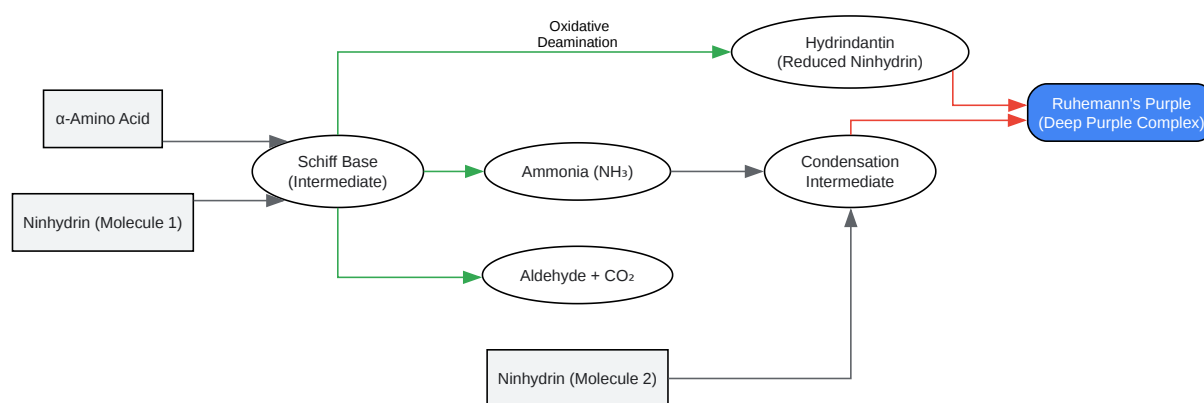 Oxidative
Deamination
Hydrindantin
(Reduced Ninhydrin)
Ruhemann's Purple
(Deep Purple Complex)
α-Amino Acid
Schiff Base
(Intermediate)
Ammonia (NH₃)
Condensation
Intermediate
Ninhydrin (Molecule 1)
Aldehyde + CO₂
Ninhydrin (Molecule 2)